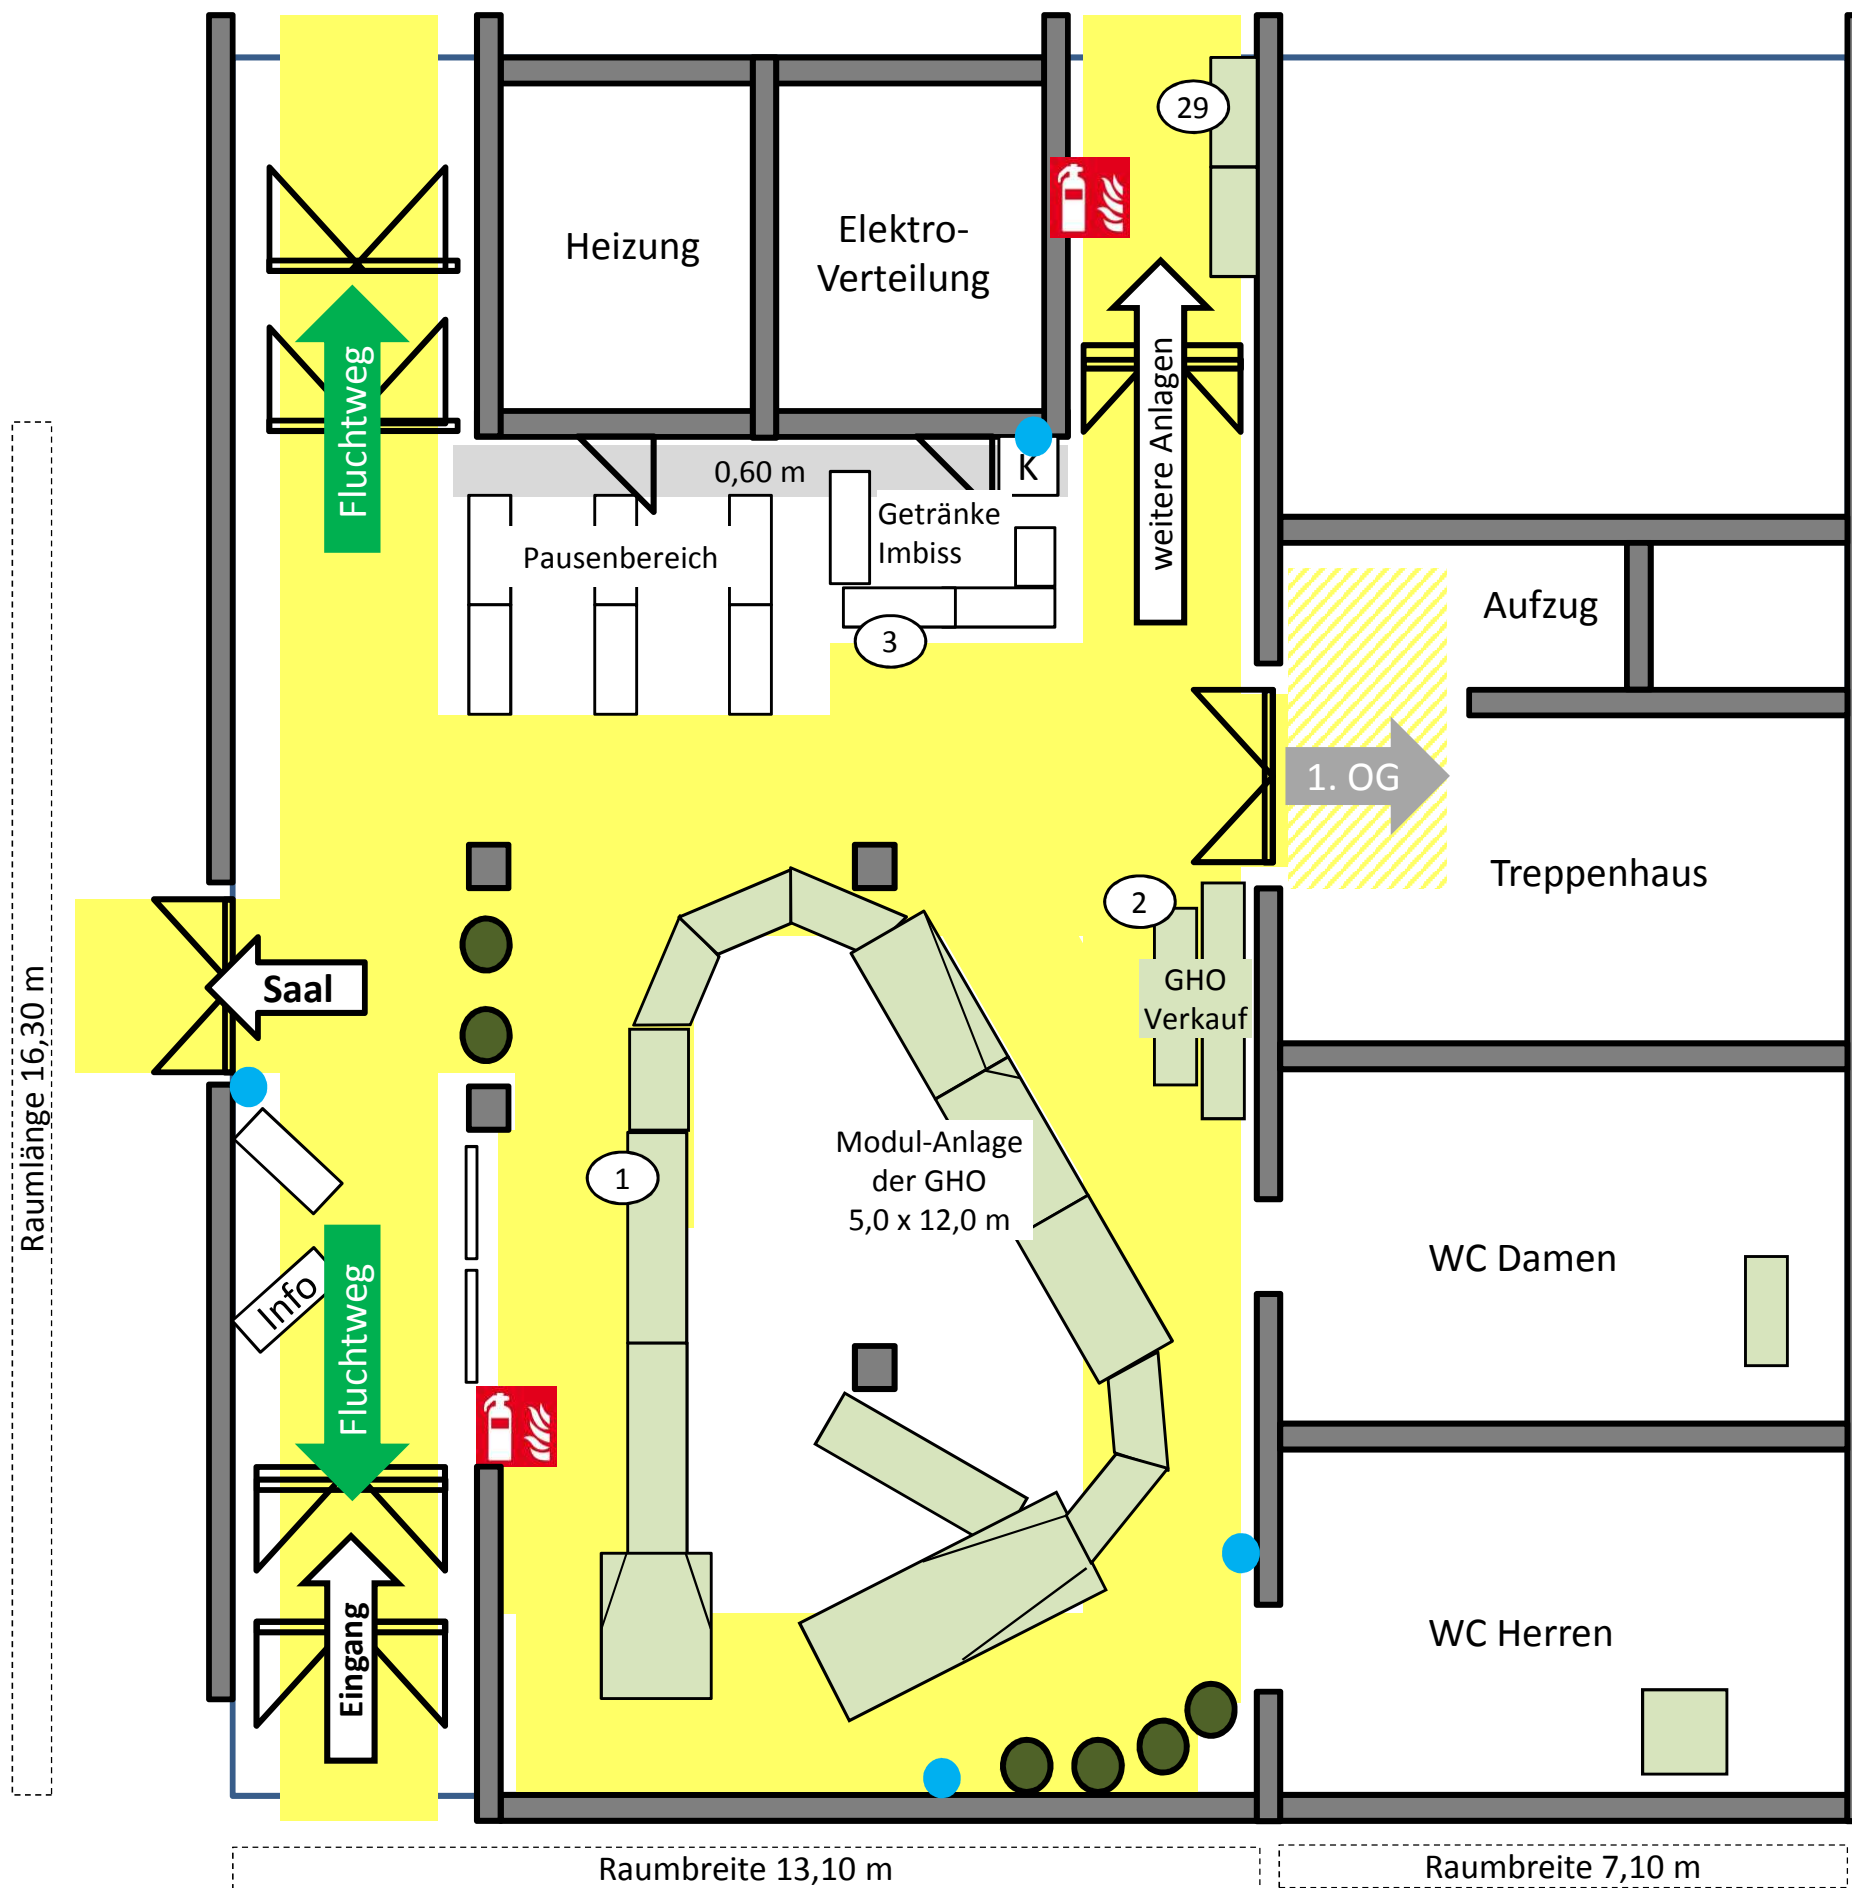 29
Heizung
Elektro-
Verteilung
Fluchtweg
weitere Anlagen
0,60 m
K
Getränke
Imbiss
Pausenbereich
3
Aufzug
1. OG
Treppenhaus
2
GHO
Verkauf
Saal
Raumlänge 16,30 m
1
Modul-Anlage
der GHO
5,0 x 12,0 m
WC Damen
Info
Fluchtweg
Eingang
WC Herren
Raumbreite 13,10 m
Raumbreite 7,10 m